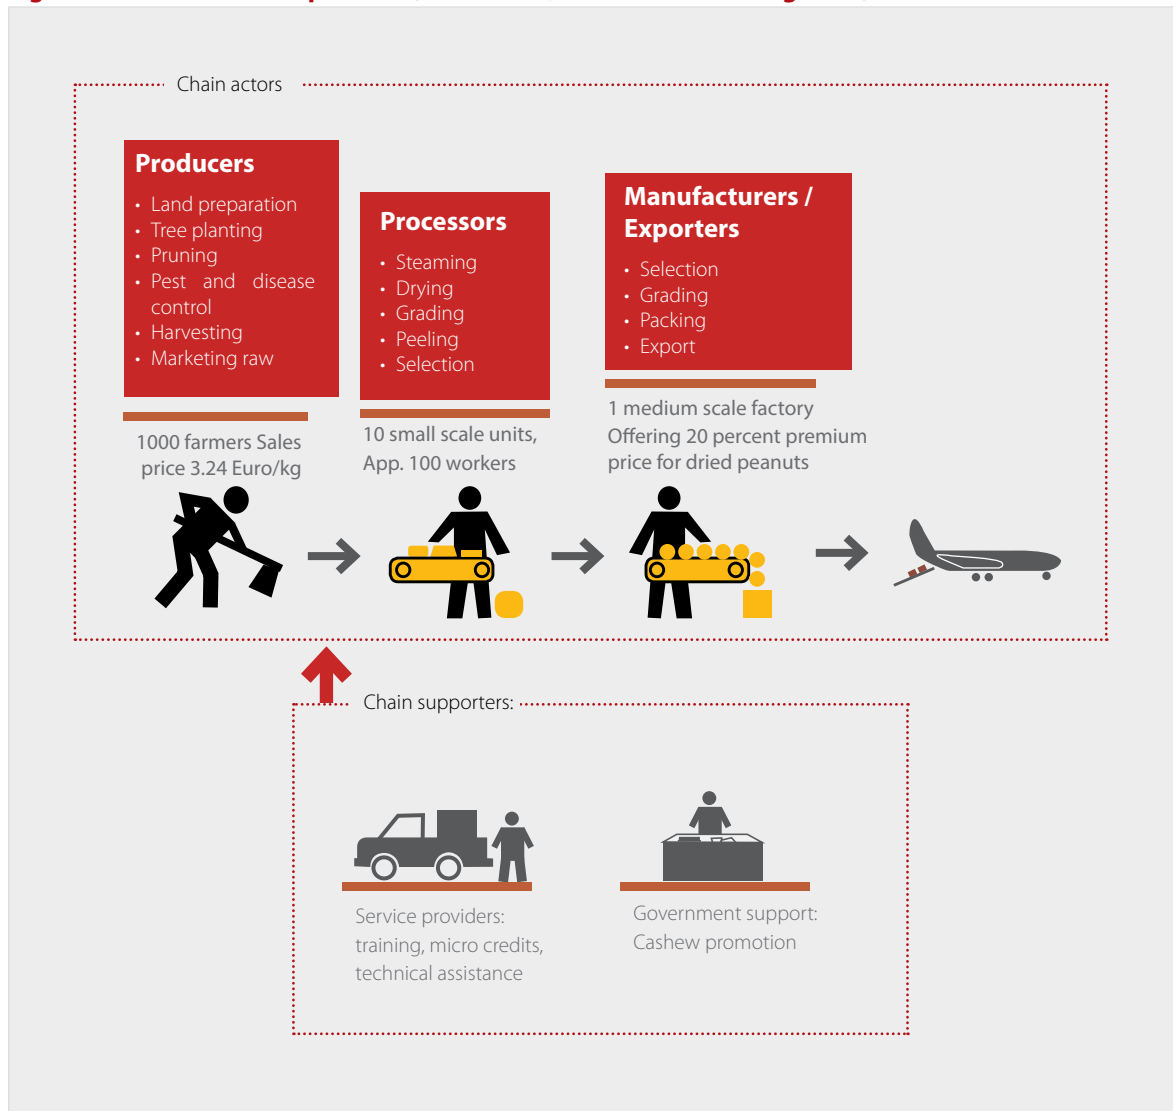 Chain actors
Producers
• Land preparation
• Tree planting
• Pruning
• Pest and disease
control
• Harvesting
• Marketing raw
1000 farmers Sales
price 3.24 Euro/kg
Processors
• Steaming
• Drying
• Grading
• Peeling
• Selection
10 small scale units,
App. 100 workers
Manufacturers /
Exporters
• Selection
• Grading
• Packing
• Export
1 medium scale factory
Offering 20 percent premium
price for dried peanuts
Chain supporters:
Service providers:
training, micro credits,
technical assistance
Government support:
Cashew promotion